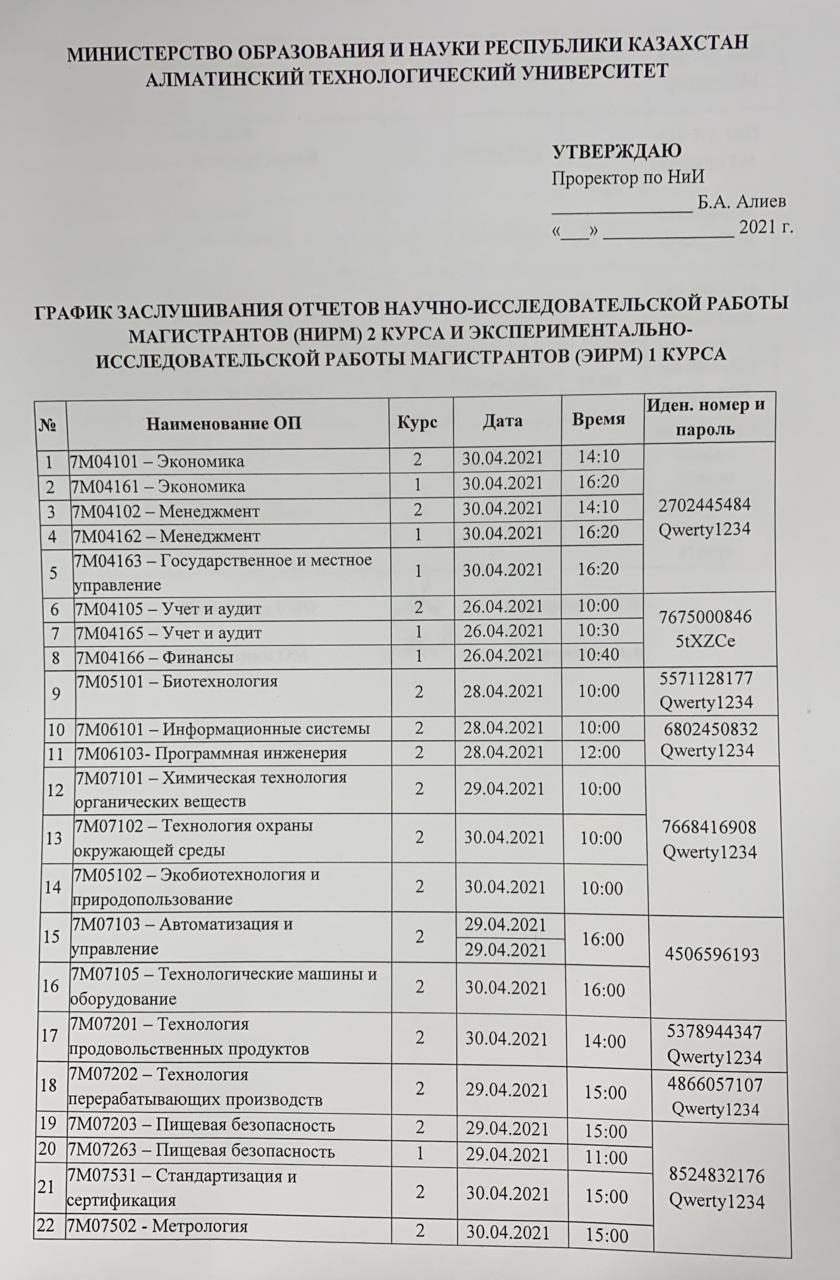 МИНИСТЕРСТВО ОБРАЗОВАНИЯ И НАУКИ РЕСПУБЛИКИ КАЗАХСТАН
АЛМАТИНСКИЙ ТЕХНОЛОГИЧЕСКИЙ УНИВЕРСИТЕТ
УТВЕРЖДАЮ
Проректор по НиИ
_______________ Б.А. Алиев
«___» ______________ 2021 г.
ГРАФИК ЗАСЛУШИВАНИЯ ОТЧЕТОВ НАУЧНО-ИССЛЕДОВАТЕЛЬСКОЙ РАБОТЫ
МАГИСТРАНТОВ (НИРМ) 2 КУРСА И ЭКСПЕРИМЕНТАЛЬНО-
ИССЛЕДОВАТЕЛЬСКОЙ РАБОТЫ МАГИСТРАНТОВ (ЭИРМ) 1 КУРСА
№ Наименование ОП Курс Дата Время Иден. номер и
пароль
1 7М04101 – Экономика 2 30.04.2021 14:10
2 7М04161 – Экономика 1 30.04.2021 16:20
3 7М04102 – Менеджмент 2 30.04.2021 14:10 2702445484
4 7М04162 – Менеджмент 1 30.04.2021 16:20 Qwerty1234
5 7М04163 – Государственное и местное
управление 1 30.04.2021 16:20
6 7М04105 – Учет и аудит 2 26.04.2021 10:00 7675000846
7 7М04165 – Учет и аудит 1 26.04.2021 10:30 5tXZCe
8 7М04166 – Финансы 1 26.04.2021 10:40
9 7М05101 – Биотехнология 2 28.04.2021 10:00 5571128177
Qwerty1234
10 7М06101 – Информационные системы 2 28.04.2021 10:00 6802450832
11 7М06103- Программная инженерия 2 28.04.2021 12:00 Qwerty1234
12 7М07101 – Химическая технология
органических веществ 2 29.04.2021 10:00
13 7М07102 – Технология охраны
окружающей среды 2 30.04.2021 10:00 7668416908
Qwerty1234
14 7М05102 – Экобиотехнология и
природопользование 2 30.04.2021 10:00
15 7М07103 – Автоматизация и
управление 2 29.04.2021
29.04.2021 16:00 4506596193
16 7М07105 – Технологические машины и
оборудование 2 30.04.2021 16:00
17 7М07201 – Технология
продовольственных продуктов 2 30.04.2021 14:00 5378944347
Qwerty1234
18 7М07202 – Технология
перерабатывающих производств 2 29.04.2021 15:00 4866057107
Qwerty1234
19 7М07203 – Пищевая безопасность 2 29.04.2021 15:00
20 7М07263 – Пищевая безопасность 1 29.04.2021 11:00
21 7М07531 – Стандартизация и
сертификация 2 30.04.2021 15:00 8524832176
Qwerty1234
22 7М07502 - Метрология 2 30.04.2021 15:00